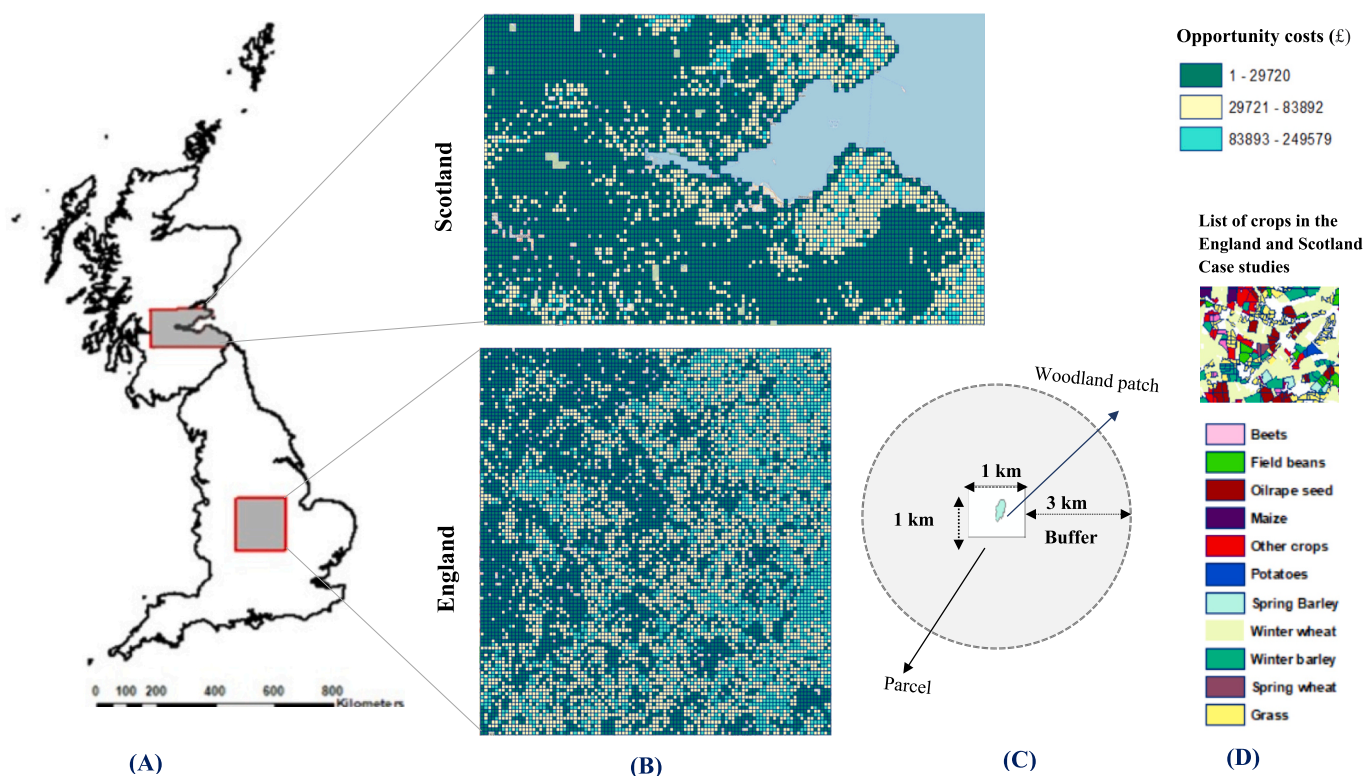 Opportunity costs (£)
1 - 29720
29721 - 83892
83893 - 249579
Scotland
List of crops in the
England and Scotland
Case studies
England
Woodland patch
1 km
1 km
3 km
Buffer
Parcel
Beets
Field beans
Oilrape seed
Maize
Other crops
Potatoes
Spring Barley
Winter wheat
Winter barley
Spring wheat
Grass
0 100 200 400 600 800
Kilometers
(A)
(B)
(C)
(D)